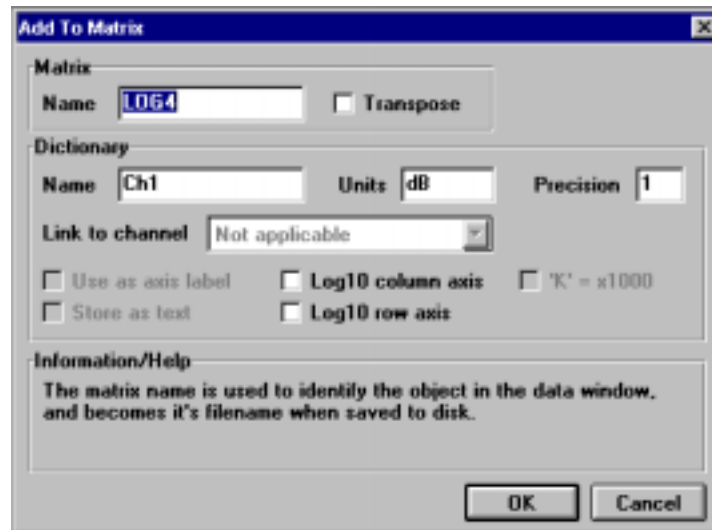 Add To Matrix
Matrix
Name LOG4 Transpose
Dictionary
Name Ch1 Units dB Precision 1
Link to channel Not applicable
Use as axis label Log10 column axis 'K' = x1000
Store as text Log10 row axis
Information/Help
The matrix name is used to identify the object in the data window,
and becomes it's filename when saved to disk.
OK Cancel